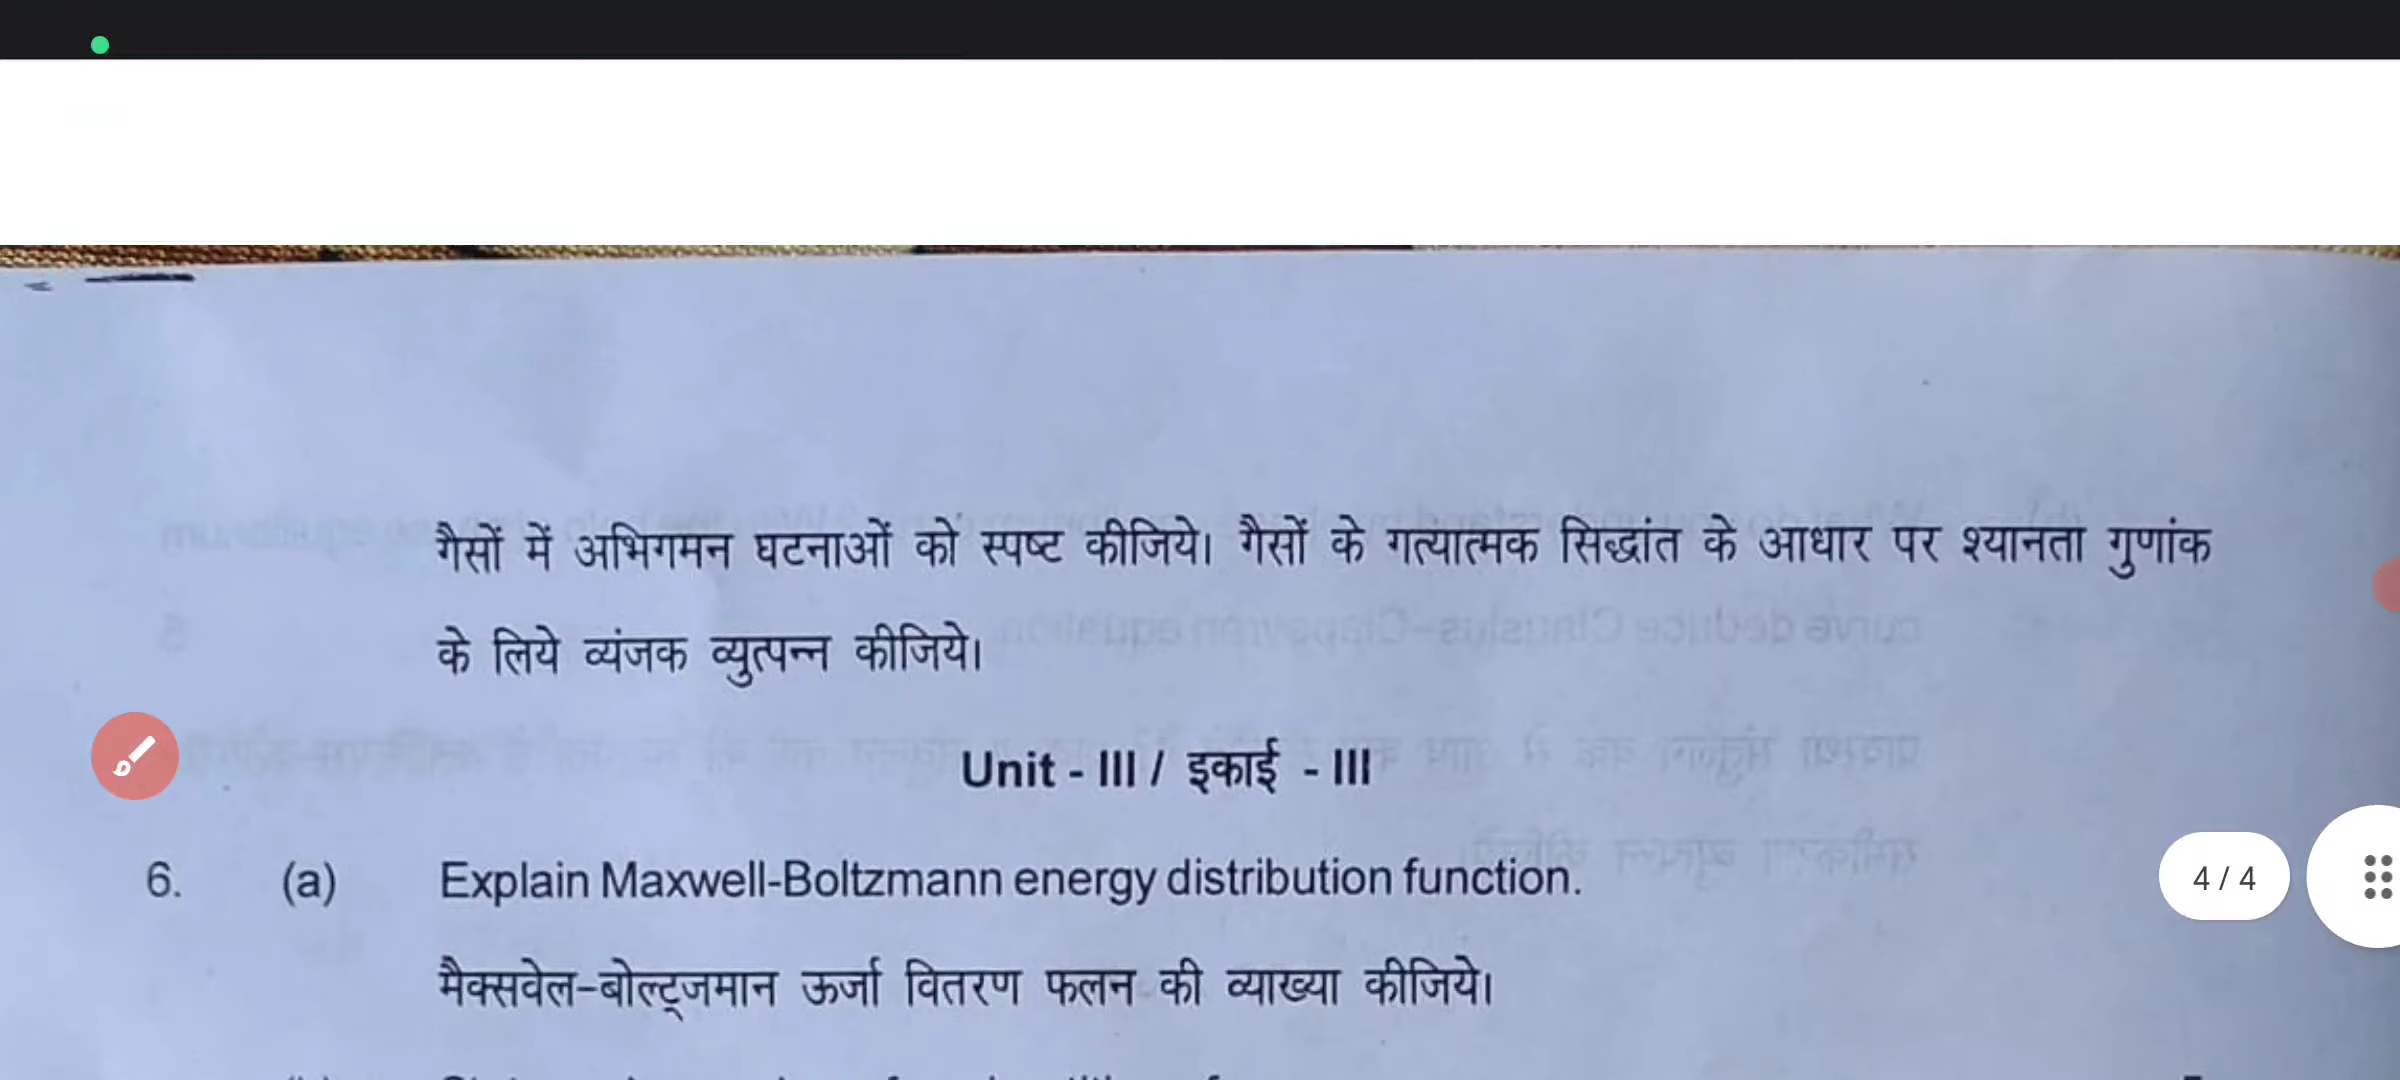 गैसों में अभिगमन घटनाओं को स्पष्ट कीजिये। गैसों के गत्यात्मक सिद्धांत के आधार पर श्यानता गुणांक
के लिये व्यंजक व्युत्पन्न कीजिये।
Unit - III / इकाई - III
6. (a) Explain Maxwell-Boltzmann energy distribution function.
4 / 4
मैक्सवेल-बोल्ट्जमान ऊर्जा वितरण फलन की व्याख्या कीजिये।